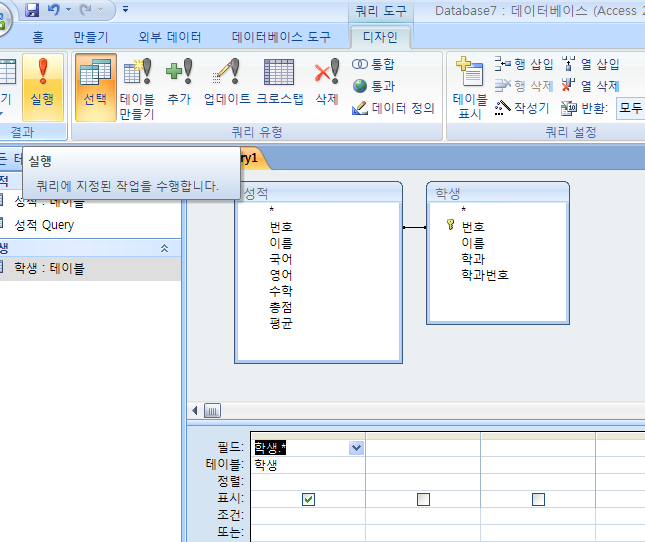 쿼리 도구
Database7 : 데이터베이스 (Access 2
홈 만들기 외부 데이터 데이터베이스 도구 디자인
실행
선택
테이블 만들기
추가
업데이트
크로스탭
삭제
통합
통과
데이터 정의
테이블 표시
행 삽입
행 삭제
작성기
열 삽입
열 삭제
반환: 모두
결과
쿼리 유형
쿼리 설정
실행
쿼리에 지정된 작업을 수행합니다.
ry1
성적 : 테이블
성적 Query
학생 : 테이블
성적
*
번호
이름
국어
영어
수학
총점
평균
학생
*
번호
이름
학과
학과번호
필드: 학생.*
테이블: 학생
정렬:
표시:
조건:
또는: